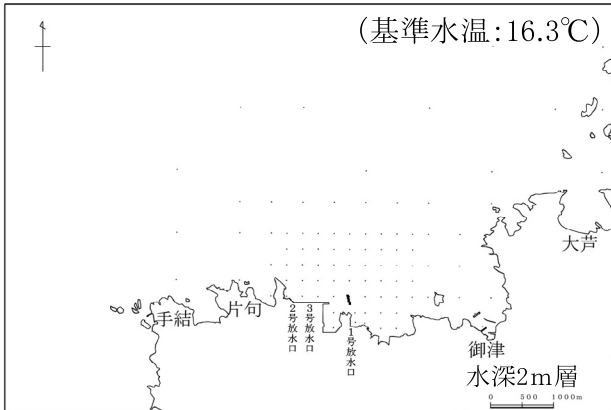 (基準水温:16.3℃)
大芦
手結
片句
2号放水口
3号放水口
1号放水口
御津
水深2m層
0 500 1000m